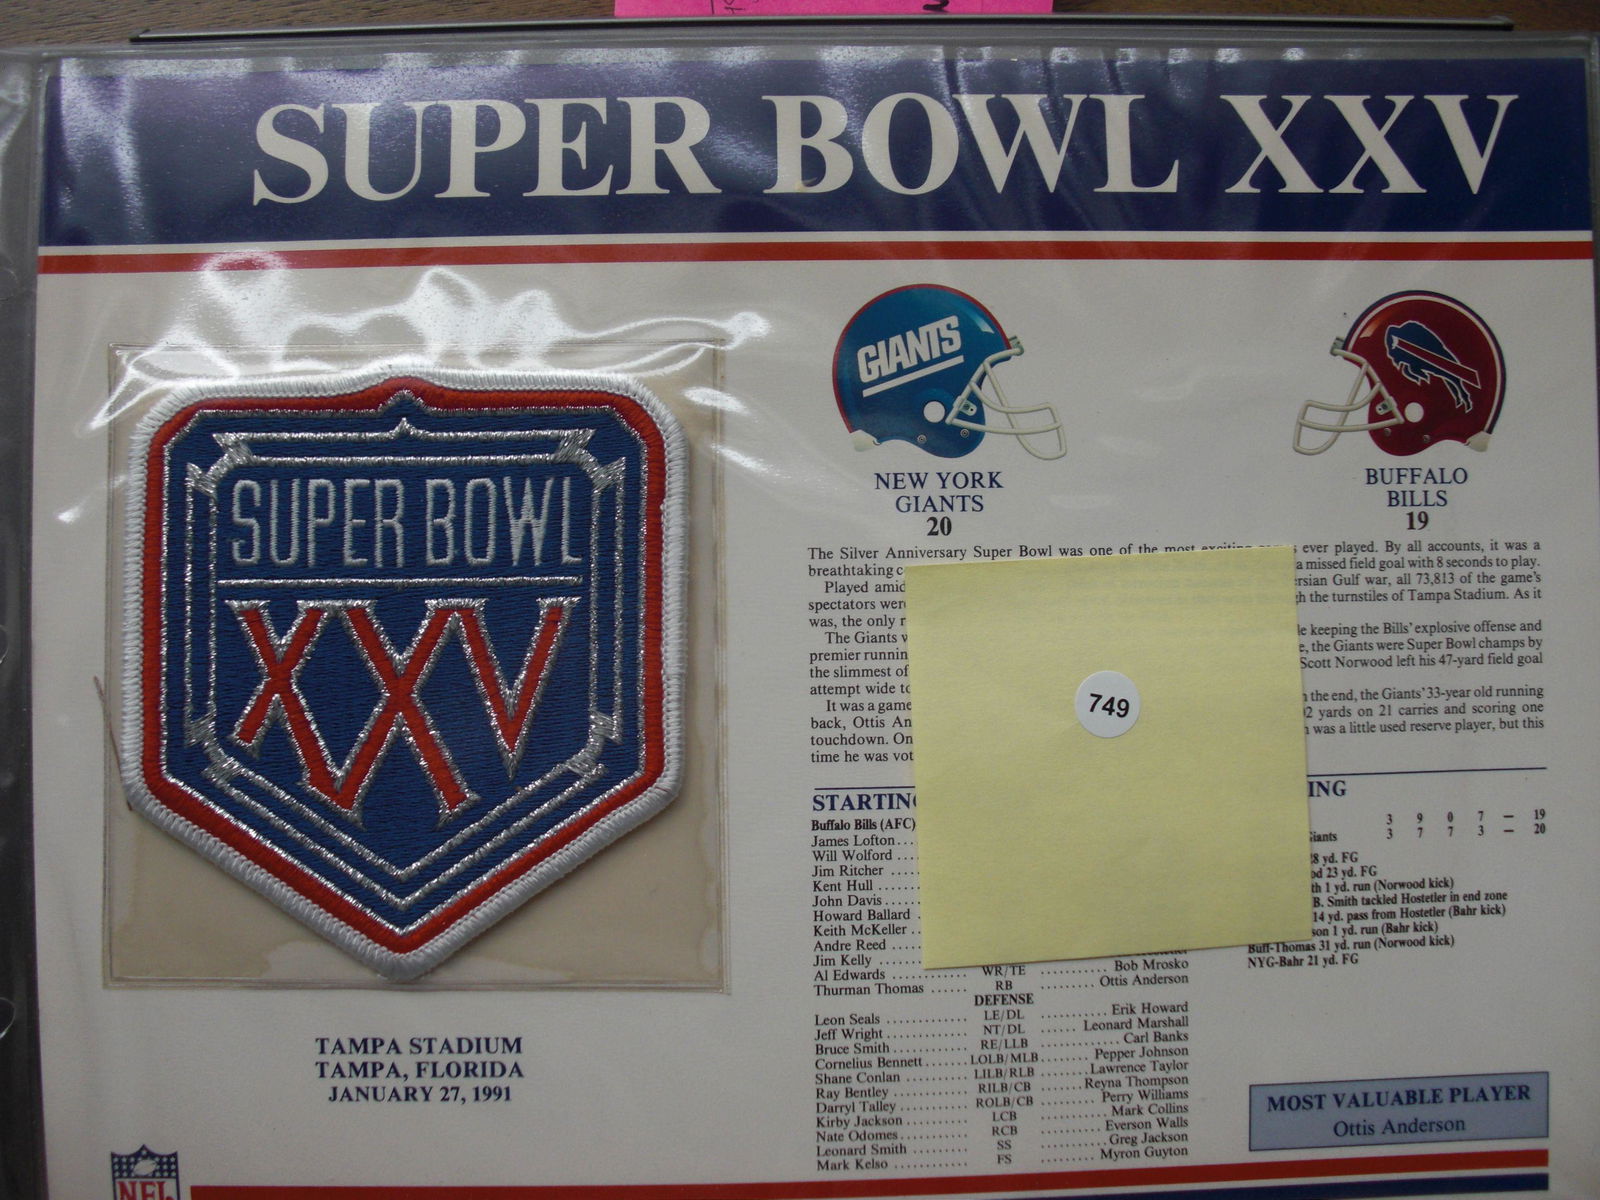 SUPER BOWL XXV
SUPER BOWL
XXV
TAMPA STADIUM
TAMPA, FLORIDA
JANUARY 27, 1991
NFL
GIANTS
NEW YORK
GIANTS
20
BUFFALO
BILLS
19
The Silver Anniversary Super Bowl was one of the most exciting ever played. By all accounts, it was a
breathtaking a missed field goal with 8 seconds to play.
Played amid Gulf war, all 73,813 of the game's
spectators the turnstiles of Tampa Stadium. As it
was, the only
The Giants keeping the Bills' explosive offense and
premier the Giants were Super Bowl champs by
the slimmest of Scott Norwood left his 47-yard field goal
attempt wide
It was a game the end, the Giants' 33-year old running
back, Ottis yards on 21 carries and scoring one
touchdown. was a little used reserve player, but this
time he was
749
Buffalo Bills (AFC)
James Lofton
Will Wolford
Jim Ritcher
Kent Hull
John Davis
Howard Ballard
Keith McKeller
Andre Reed
Jim Kelly
Al Edwards WR/TE Bob Mrosko
Thurman Thomas RB Ottis Anderson
DEFENSE
Leon Seals LE/DL Erik Howard
Jeff Wright NT/DL Leonard Marshall
Bruce Smith RE/LLB Carl Banks
Cornelius Bennett LOLB/MLB Pepper Johnson
Shane Conlan LILB/RLB Lawrence Taylor
Ray Bentley RILB/CB Reyna Thompson
Darryl Talley ROLB/CB Perry Williams
Kirby Jackson LCB Mark Collins
Nate Odomes RCB Everson Walls
Leonard Smith SS Greg Jackson
Mark Kelso FS Myron Guyton
3 9 0 7 — 19
Giants 3 7 7 3 — 20
yd. FG
23 yd. FG
1 yd. run (Norwood kick)
B. Smith tackled Hostetler in end zone
14 yd. pass from Hostetler (Bahr kick)
1 yd. run (Bahr kick)
Buff-Thomas 31 yd. run (Norwood kick)
NYG-Bahr 21 yd. FG
MOST VALUABLE PLAYER
Ottis Anderson